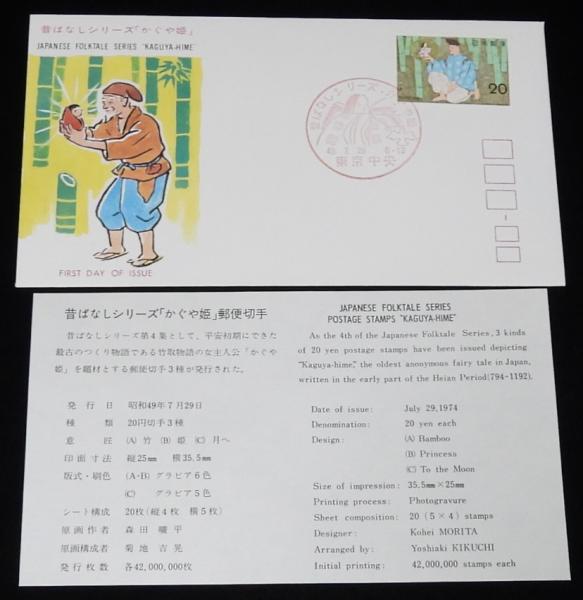 昔ばなしシリーズ「かぐや姫」
JAPANESE FOLKTALE SERIES "KAGUYA-HIME"
日本郵便
20
昔ばなしシリーズ
49.7.29
東京中央
FIRST DAY OF ISSUE
昔ばなしシリーズ「かぐや姫」郵便切手
昔ばなしシリーズ第4集として、平安初期にできた
最古のつくり物語である竹取物語の女主人公「かぐや
姫」を題材とする郵便切手3種が発行された。
発行日 昭和49年7月29日
種類 20円切手3種
意匠 (A) 竹 (B) 姫 (C) 月へ
印面寸法 縦25mm 横35.5mm
版式・刷色 (A・B) グラビア6色
(C) グラビア5色
シート構成 20枚(縦4枚 横5枚)
原画作者 森田曠平
原画構成者 菊地吉晃
発行枚数 各42,000,000枚
JAPANESE FOLKTALE SERIES
POSTAGE STAMPS "KAGUYA-HIME"
As the 4th of the Japanese Folktale Series, 3 kinds
of 20 yen postage stamps have been issued depicting
"Kaguya-hime," the oldest anonymous fairy tale in Japan,
written in the early part of the Heian Period(794-1192).
Date of issue: July 29,1974
Denomination: 20 yen each
Design: (A) Bamboo
(B) Princess
(C) To the Moon
Size of impression: 35.5mm×25mm
Printing process: Photogravure
Sheet composition: 20 (5×4) stamps
Designer: Kohei MORITA
Arranged by: Yoshiaki KIKUCHI
Initial printing: 42,000,000 stamps each